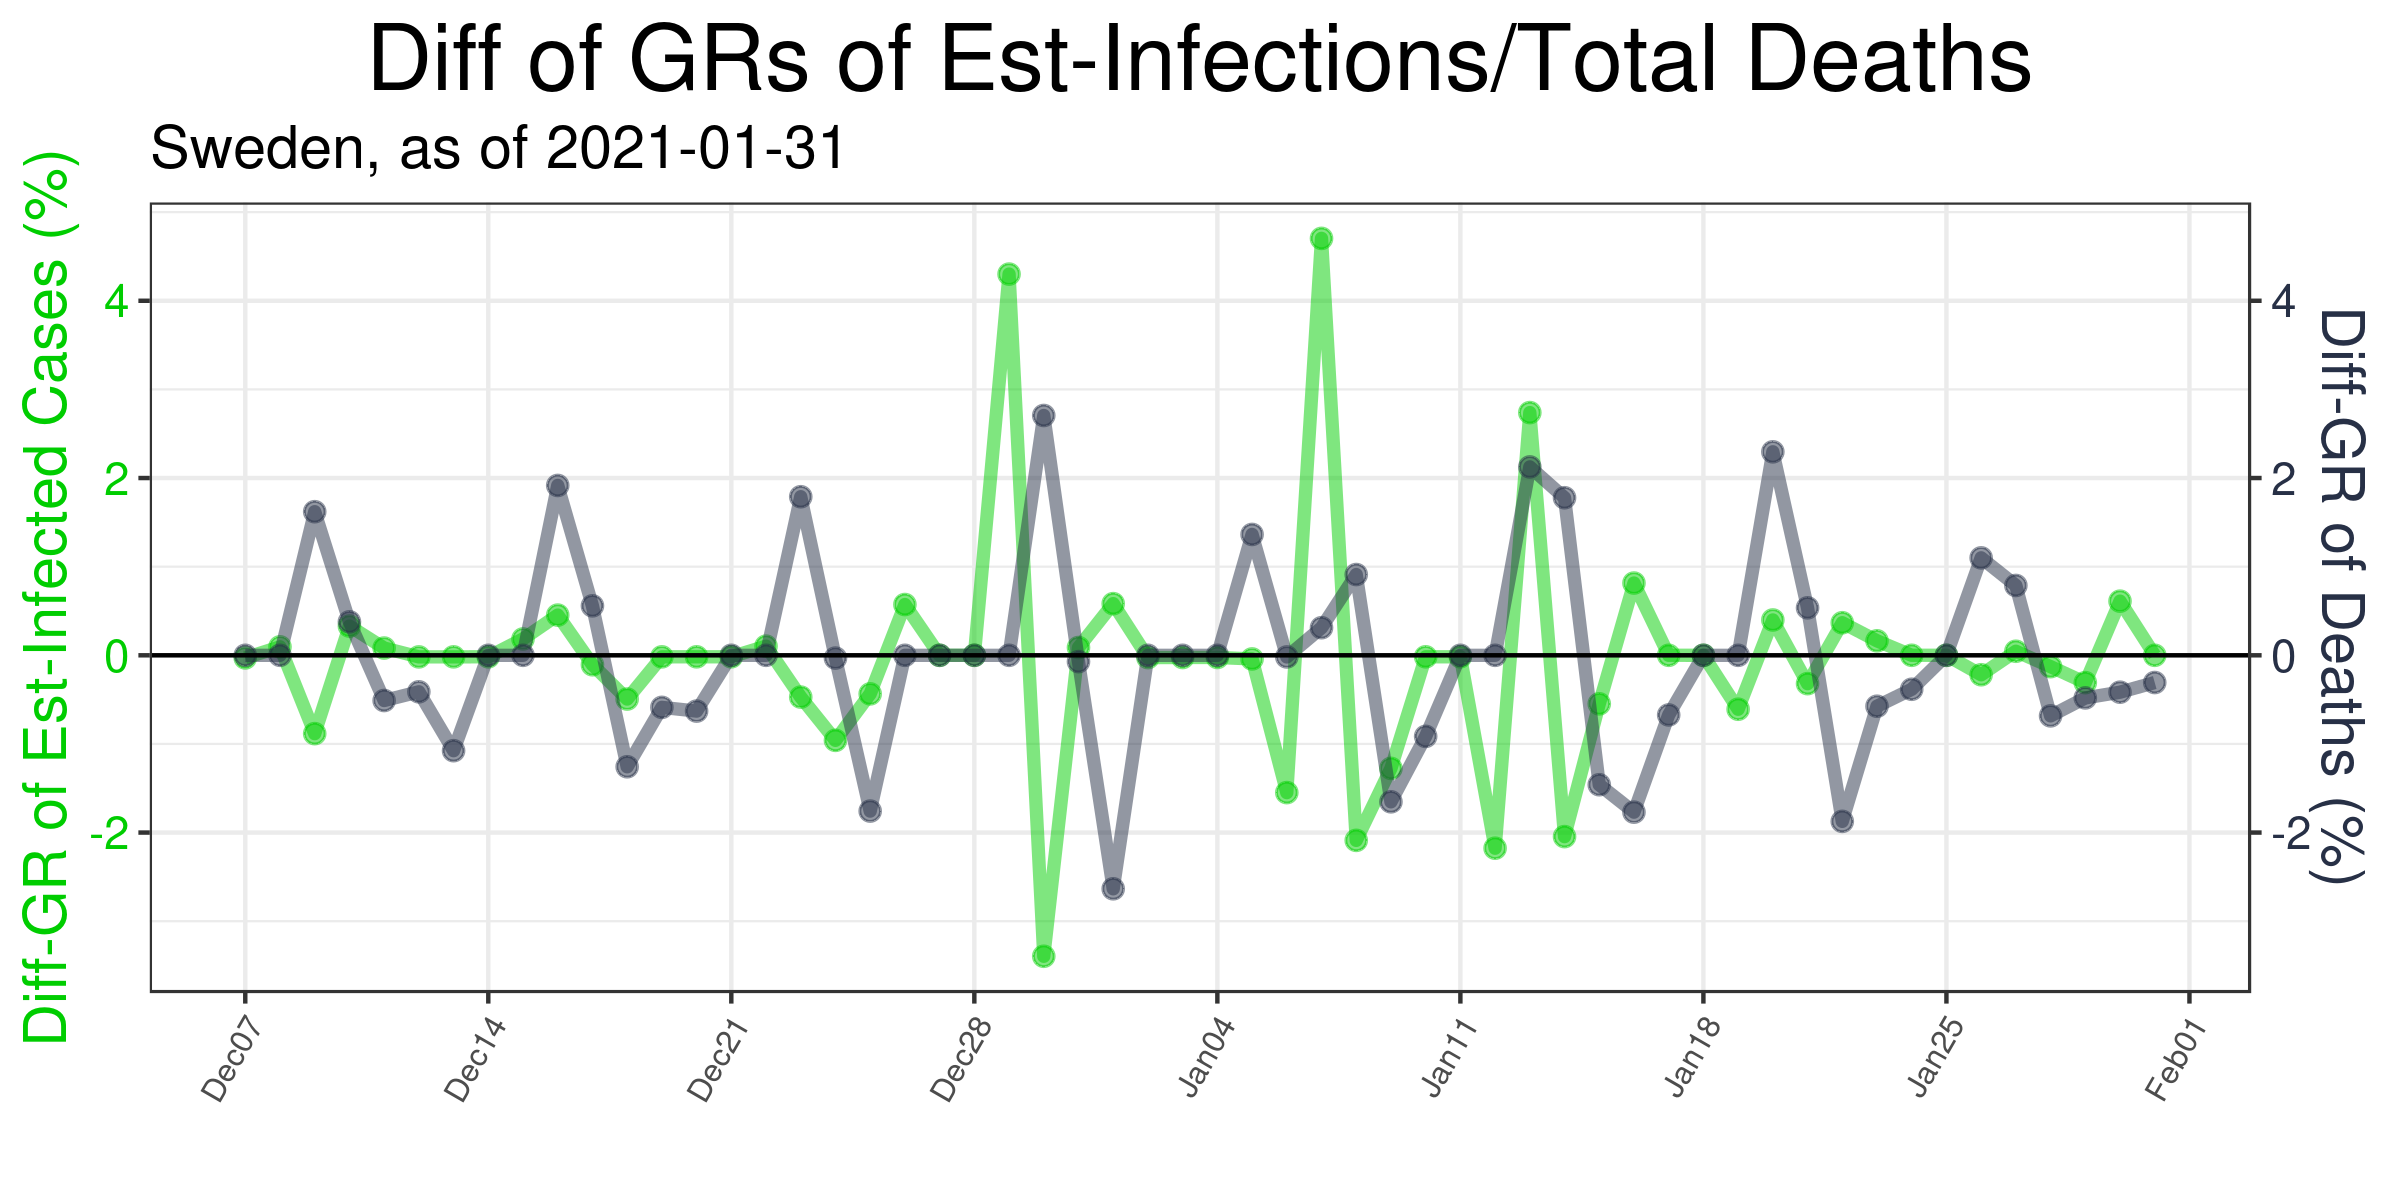 Diff of GRs of Est-Infections/Total Deaths
Sweden, as of 2021-01-31
Diff-GR of Est-Infected Cases (%)
4
2
0
-2
4
2
0
-2
Diff-GR of Deaths (%)
Dec07
Dec14
Dec21
Dec28
Jan04
Jan11
Jan18
Jan25
Feb01